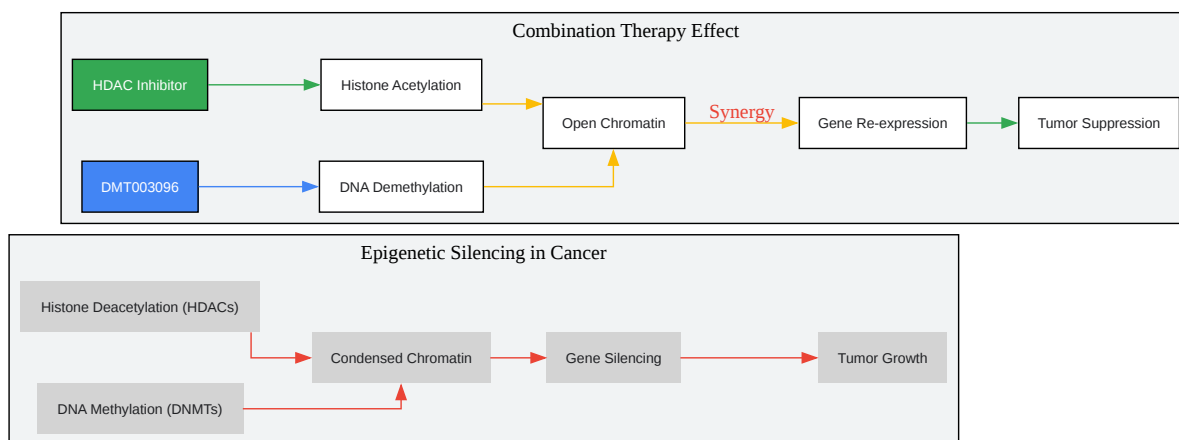 Combination Therapy Effect
HDAC Inhibitor
Histone Acetylation
Open Chromatin
Synergy
Gene Re-expression
Tumor Suppression
DMT003096
DNA Demethylation
Epigenetic Silencing in Cancer
Histone Deacetylation (HDACs)
Condensed Chromatin
Gene Silencing
Tumor Growth
DNA Methylation (DNMTs)